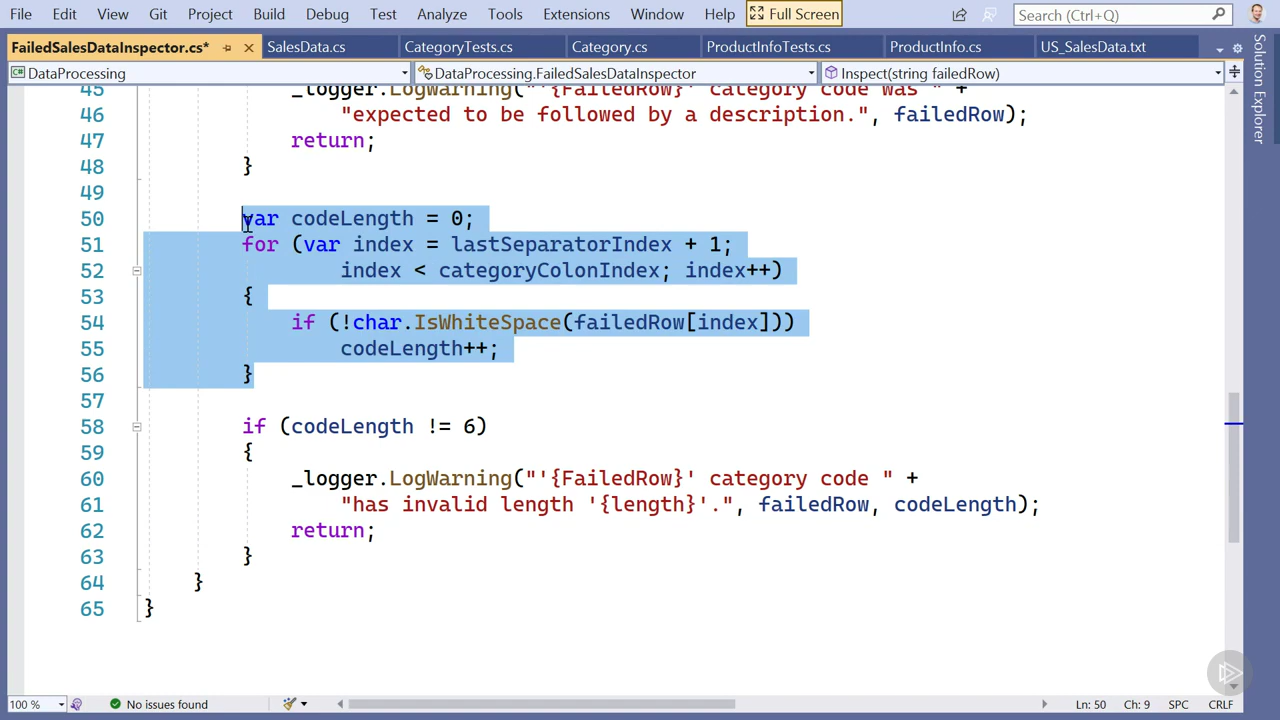 File Edit View Git Project Build Debug Test Analyze Tools Extensions Window Help Full Screen Search (Ctrl+Q)
FailedSalesDataInspector.cs* SalesData.cs CategoryTests.cs Category.cs ProductInfoTests.cs ProductInfo.cs US_SalesData.txt
DataProcessing DataProcessing.FailedSalesDataInspector Inspect(string failedRow)
Solution Explorer
45 _logger.LogWarning("'{FailedRow}' category code was " +
46 "expected to be followed by a description.", failedRow);
47 return;
48 }
49
50 var codeLength = 0;
51 for (var index = lastSeparatorIndex + 1;
52 index < categoryColonIndex; index++)
53 {
54 if (!char.IsWhiteSpace(failedRow[index]))
55 codeLength++;
56 }
57
58 if (codeLength != 6)
59 {
60 _logger.LogWarning("'{FailedRow}' category code " +
61 "has invalid length '{length}'.", failedRow, codeLength);
62 return;
63 }
64 }
65 }
100 % No issues found Ln: 50 Ch: 9 SPC CRLF